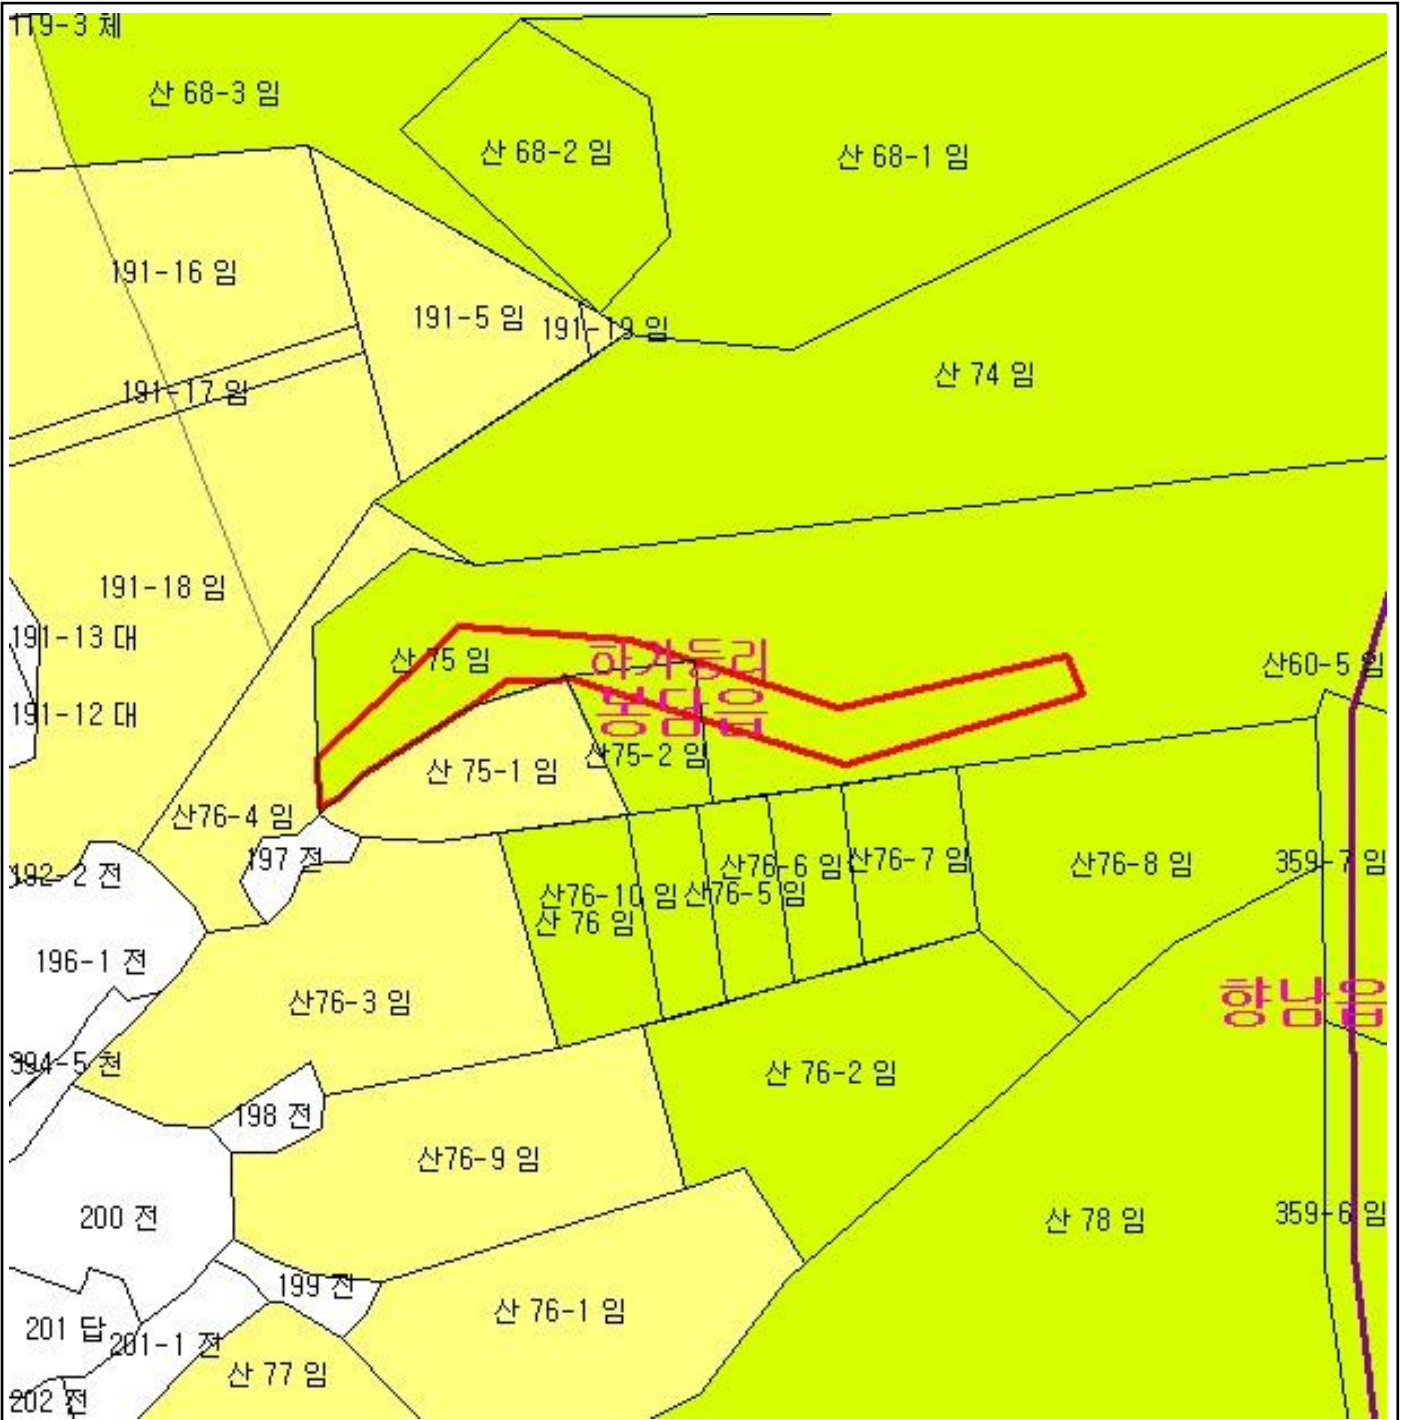 119-3 체
산 68-3 임
산 68-2 임
산 68-1 임
191-16 임
191-5 임
191-19 임
산 74 임
191-17 임
191-18 임
191-13 대
하가등리
산 75 임
산60-5 임
191-12 대
봉담읍
산75-2 임
산 75-1 임
산76-4 임
197 전
산76-6 임
산76-7 임
산76-8 임
359-7 임
192-2 전
산76-10 임
산76-5 임
산 76 임
196-1 전
산76-3 임
향남읍
394-5 천
산 76-2 임
198 전
산76-9 임
200 전
산 78 임
359-6 임
199 전
산 76-1 임
201 답
201-1 전
산 77 임
202 전